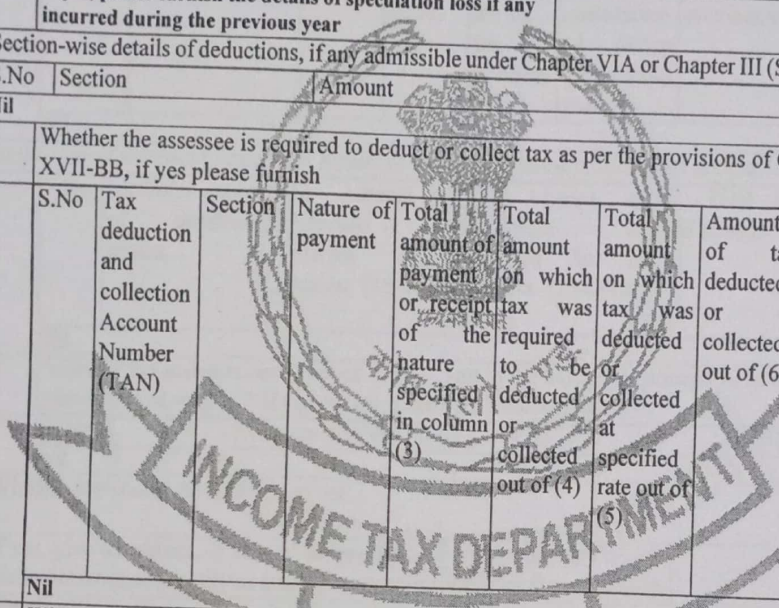 incurred during the previous year
ection-wise details of deductions, if any admissible under Chapter VIA or Chapter III (S
.No Section Amount
Nil
Whether the assessee is required to deduct or collect tax as per the provisions of
XVII-BB, if yes please furnish
S.No Tax Section Nature of Total Total Total Amount
deduction payment amount of amount amount of ta
and payment on which on which deducted
collection or receipt tax was tax was or
Account of the required deducted collected
Number nature to be or out of (6
(TAN) specified deducted collected
in column or at
(3) collected specified
out of (4) rate out of
(5)
Nil
INCOME TAX DEPARTMENT